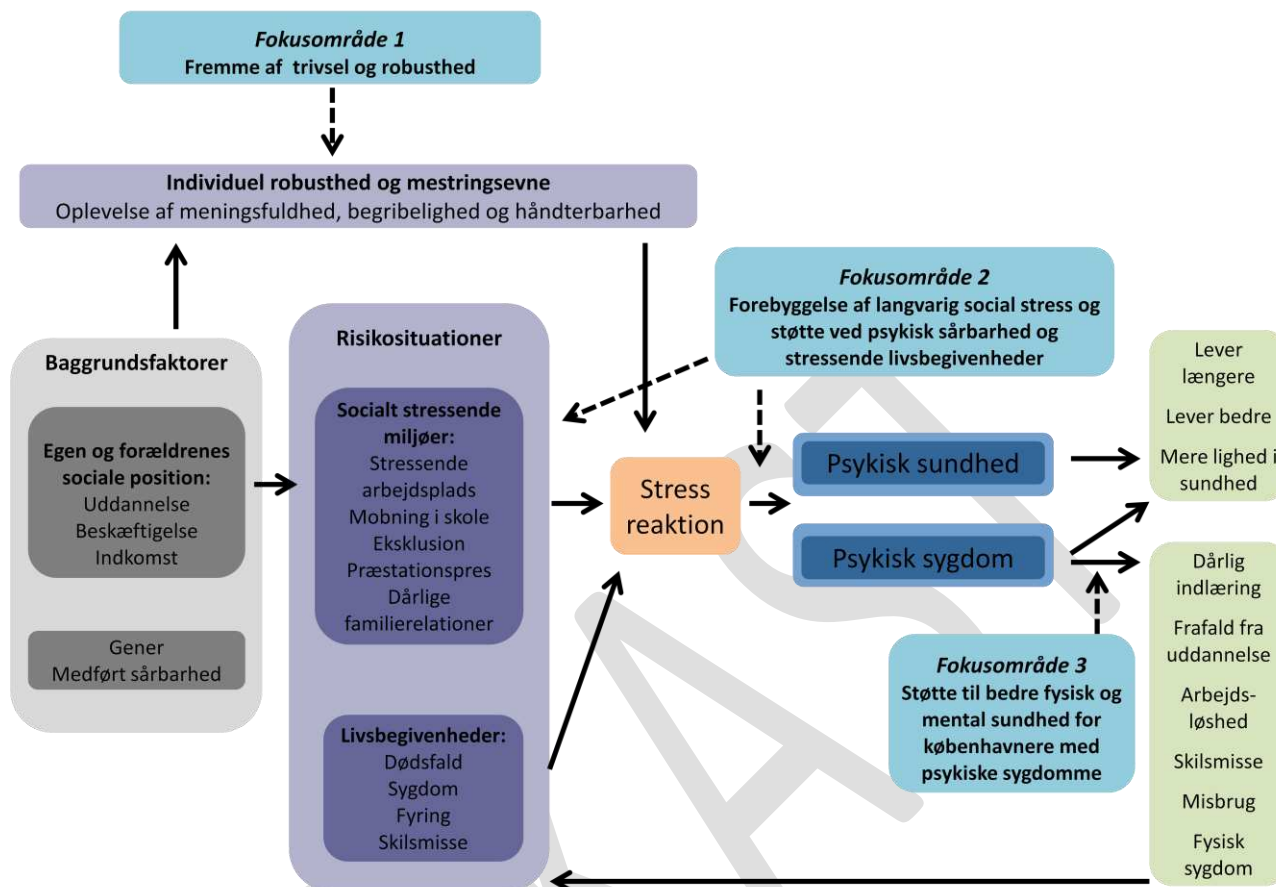 Fokusområde 1
Fremme af trivsel og robusthed
Individuel robusthed og mestringsevne
Oplevelse af meningsfuldhed, begribelighed og håndterbarhed
Fokusområde 2
Forebyggelse af langvarig social stress og
støtte ved psykisk sårbarhed og
stressende livsbegivenheder
Baggrundsfaktorer
Egen og forældrenes
sociale position:
Uddannelse
Beskæftigelse
Indkomst
Gener
Medført sårbarhed
Risikosituationer
Socialt stressende
miljøer:
Stressende
arbejdsplads
Mobning i skole
Eksklusion
Præstationspres
Dårlige
familierelationer
Livsbegivenheder:
Dødsfald
Sygdom
Fyring
Skilsmisse
Stress
reaktion
Psykisk sundhed
Psykisk sygdom
Fokusområde 3
Støtte til bedre fysisk og
mental sundhed for
københavnere med
psykiske sygdomme
Lever
længere
Lever bedre
Mere lighed i
sundhed
Dårlig
indlæring
Frafald fra
uddannelse
Arbejds-
løshed
Skilsmisse
Misbrug
Fysisk
sygdom